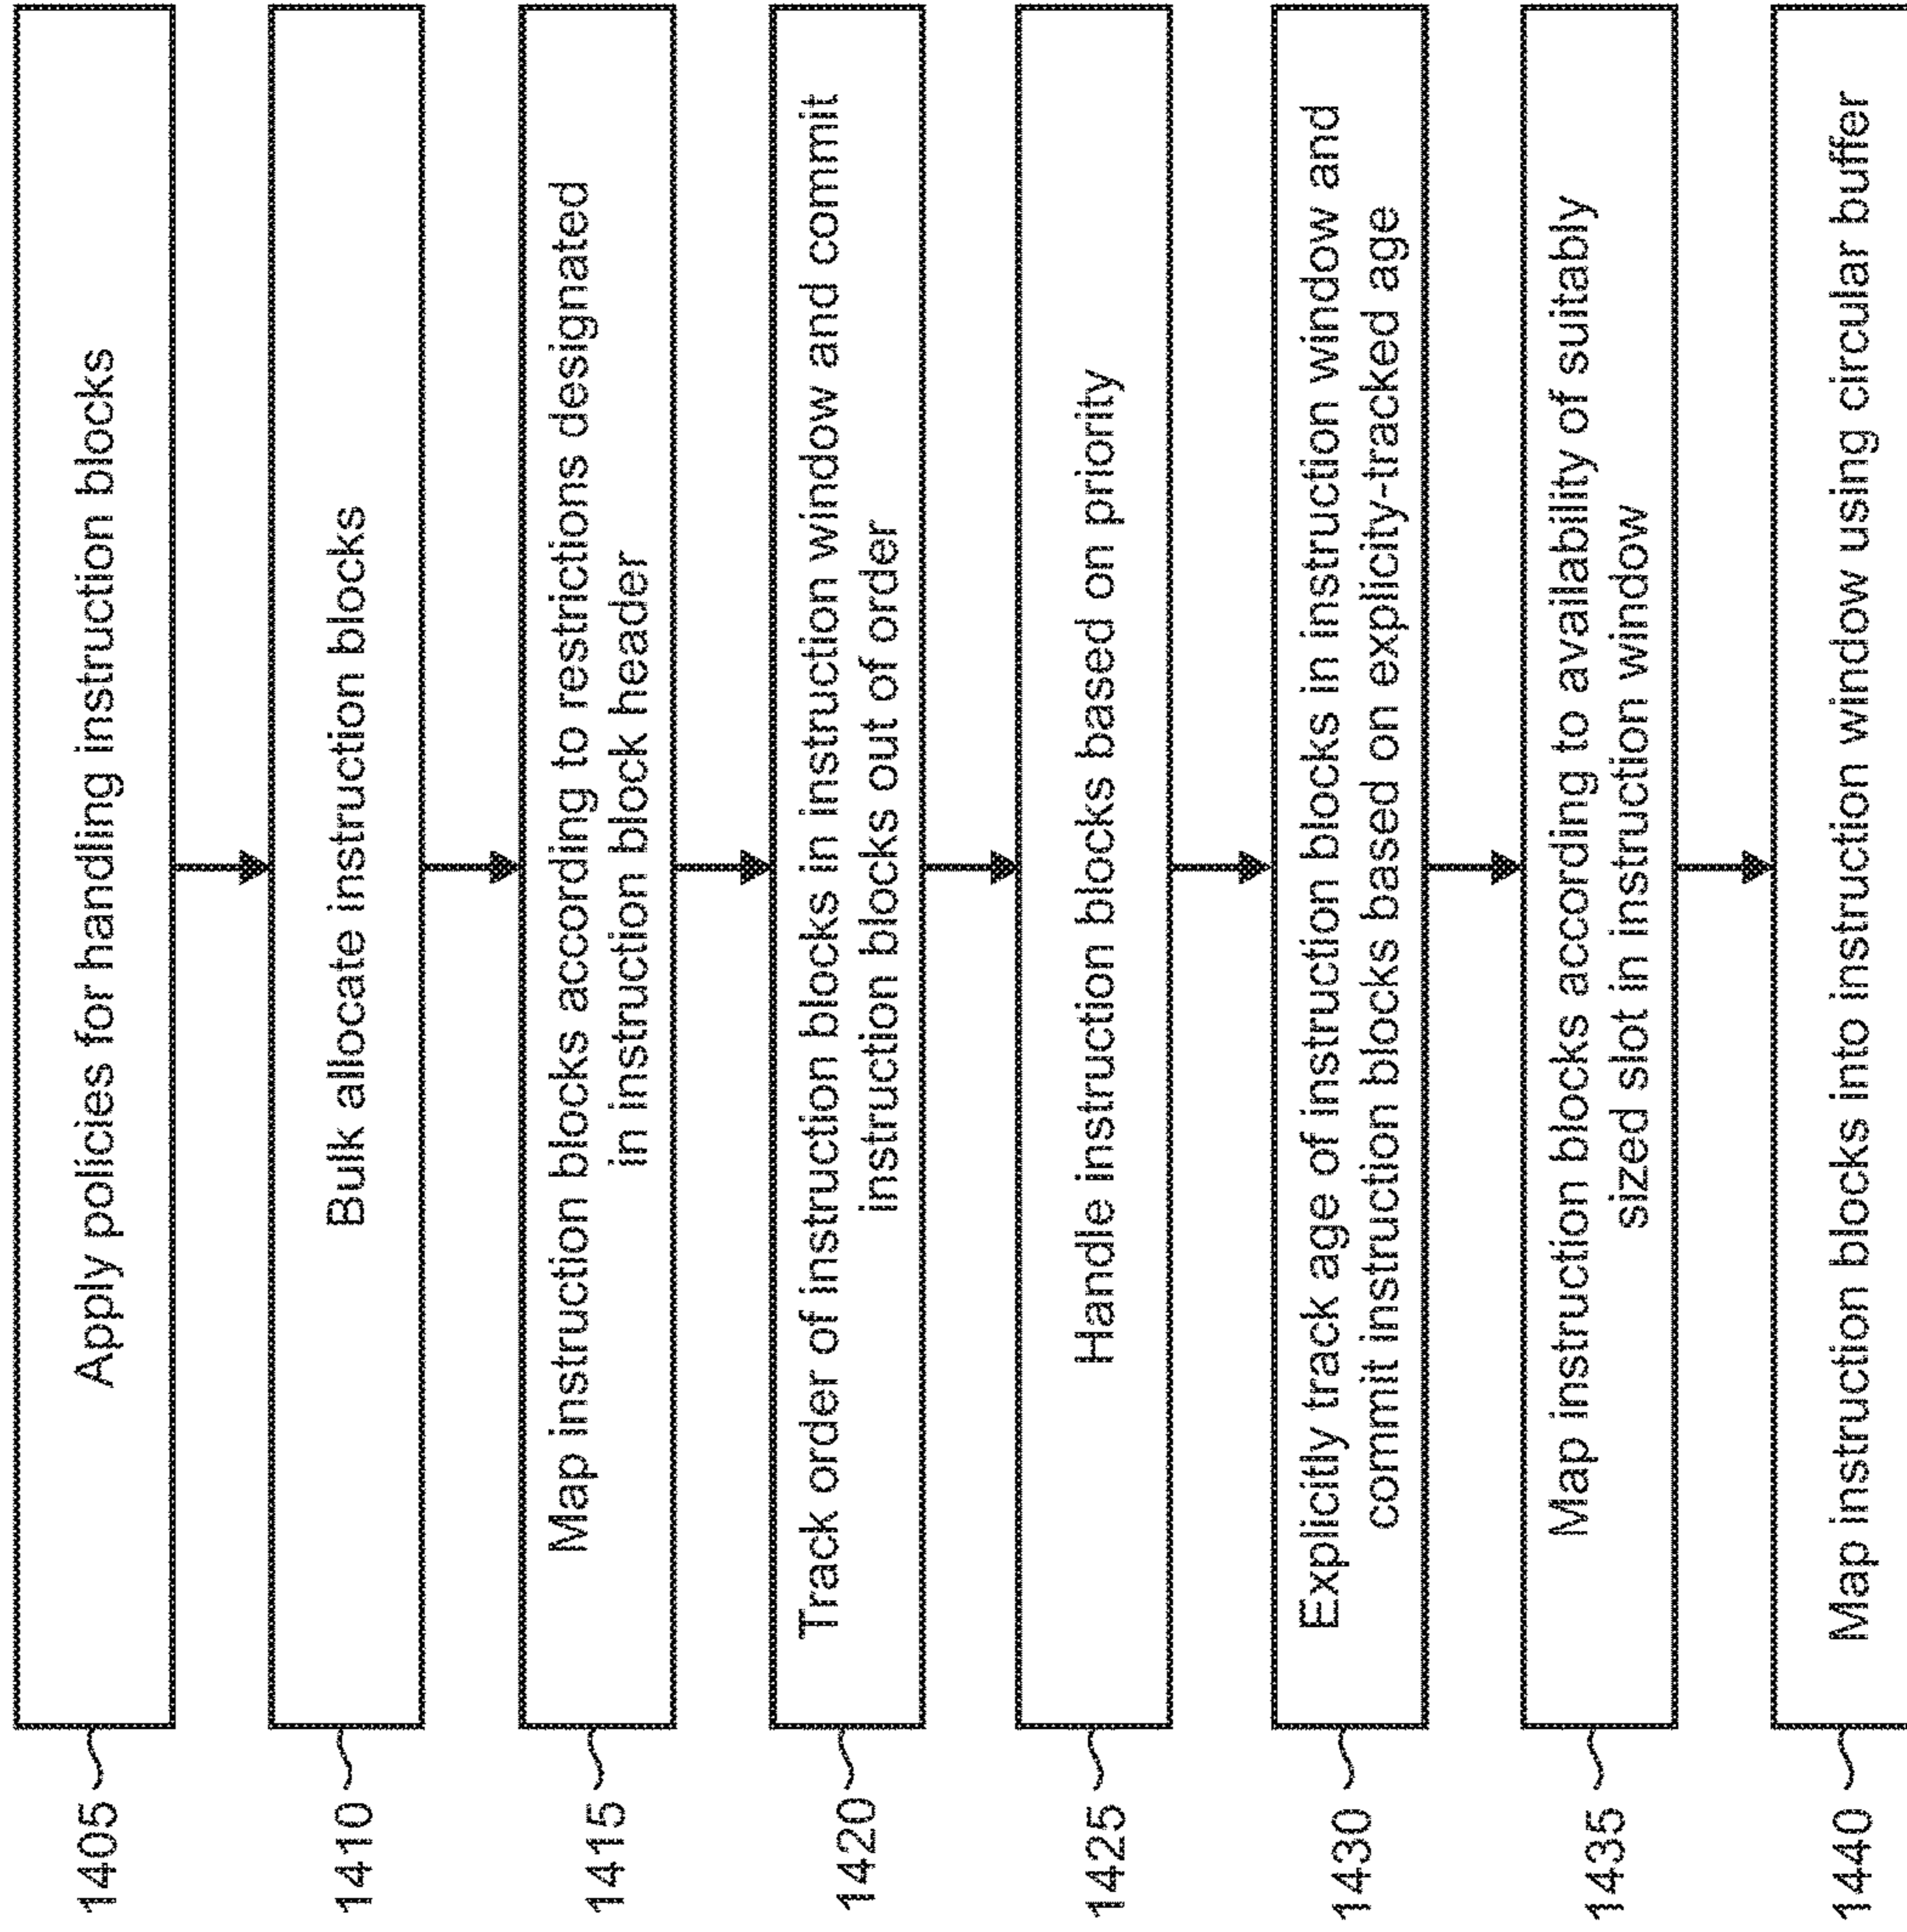 1405
Apply policies for handling instruction blocks
1410
Bulk allocate instruction blocks
1415
Map instruction blocks according to restrictions designated
in instruction block header
1420
Track order of instruction blocks in instruction window and commit
instruction blocks out of order
1425
Handle instruction blocks based on priority
1430
Explicitly track age of instruction blocks in instruction window and
commit instruction blocks based on explicity-tracked age
1435
Map instruction blocks according to availability of suitably
sized slot in instruction window
1440
Map instruction blocks into instruction window using circular buffer